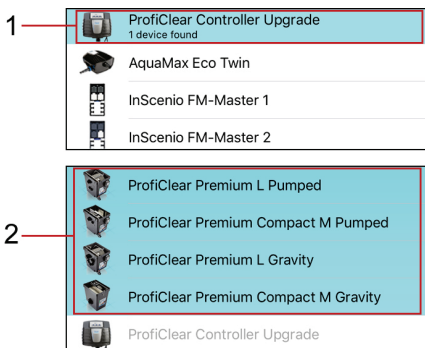 1
ProfiClear Controller Upgrade
1 device found
AquaMax Eco Twin
InScenio FM-Master 1
InScenio FM-Master 2
2
ProfiClear Premium L Pumped
ProfiClear Premium Compact M Pumped
ProfiClear Premium L Gravity
ProfiClear Premium Compact M Gravity
ProfiClear Controller Upgrade